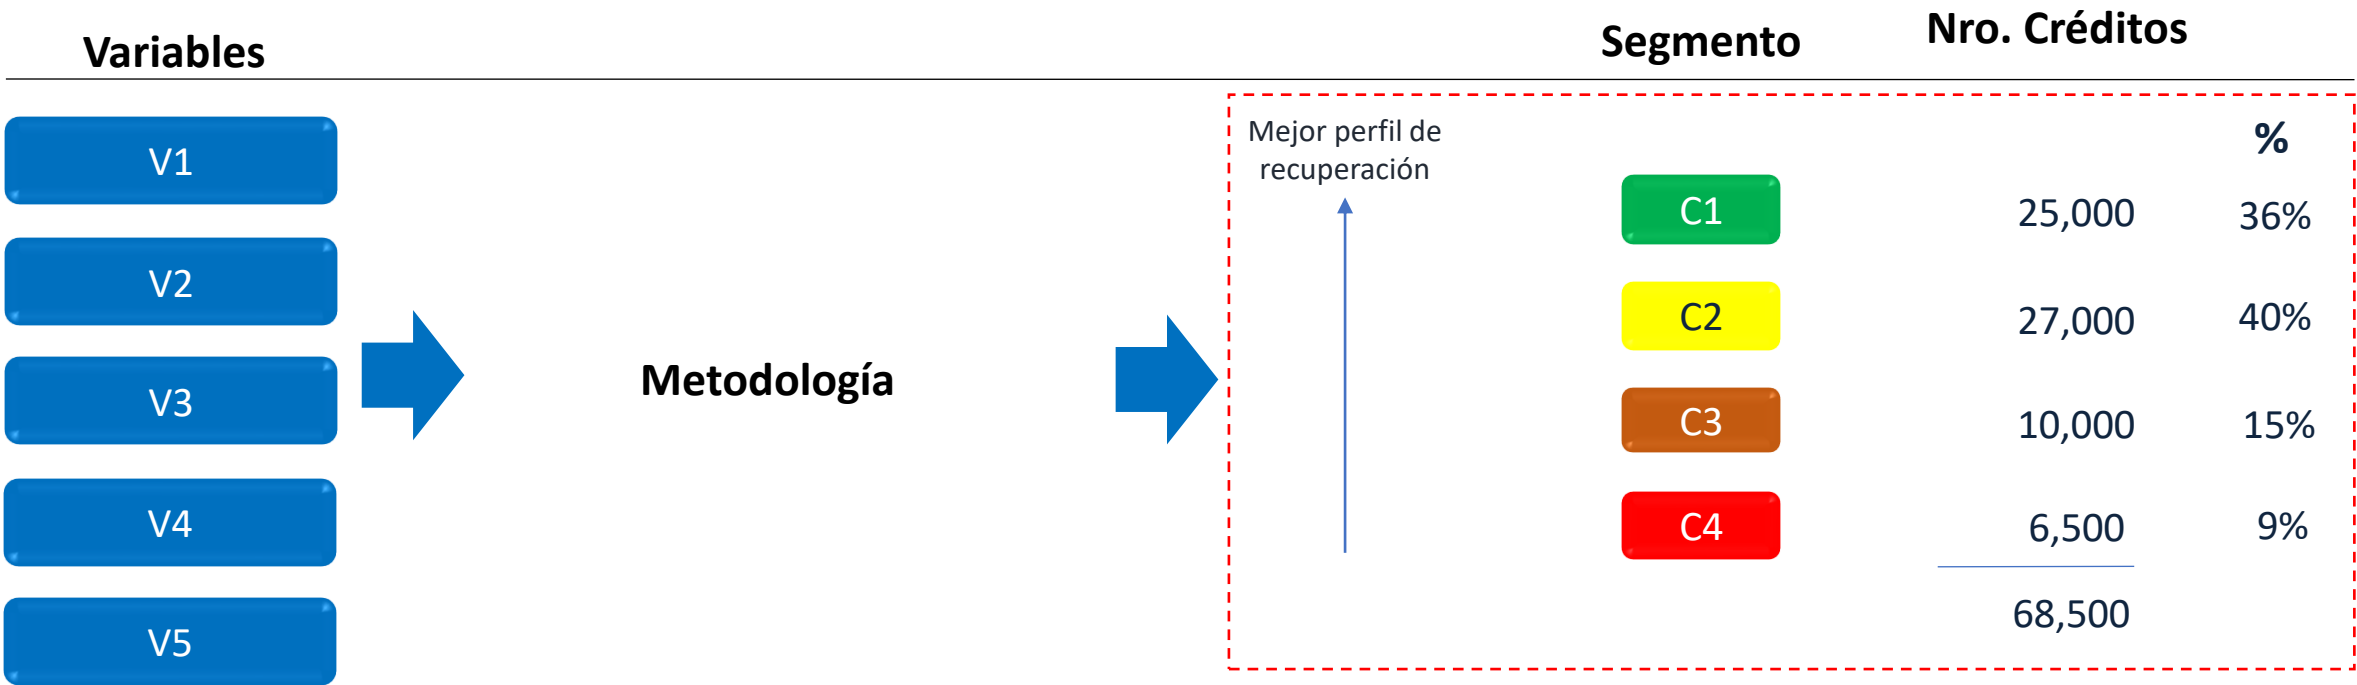 Variables
Segmento
Nro. Créditos
V1
V2
V3
V4
V5
Metodología
Mejor perfil de
recuperación
%
C1 25,000 36%
C2 27,000 40%
C3 10,000 15%
C4 6,500 9%
68,500